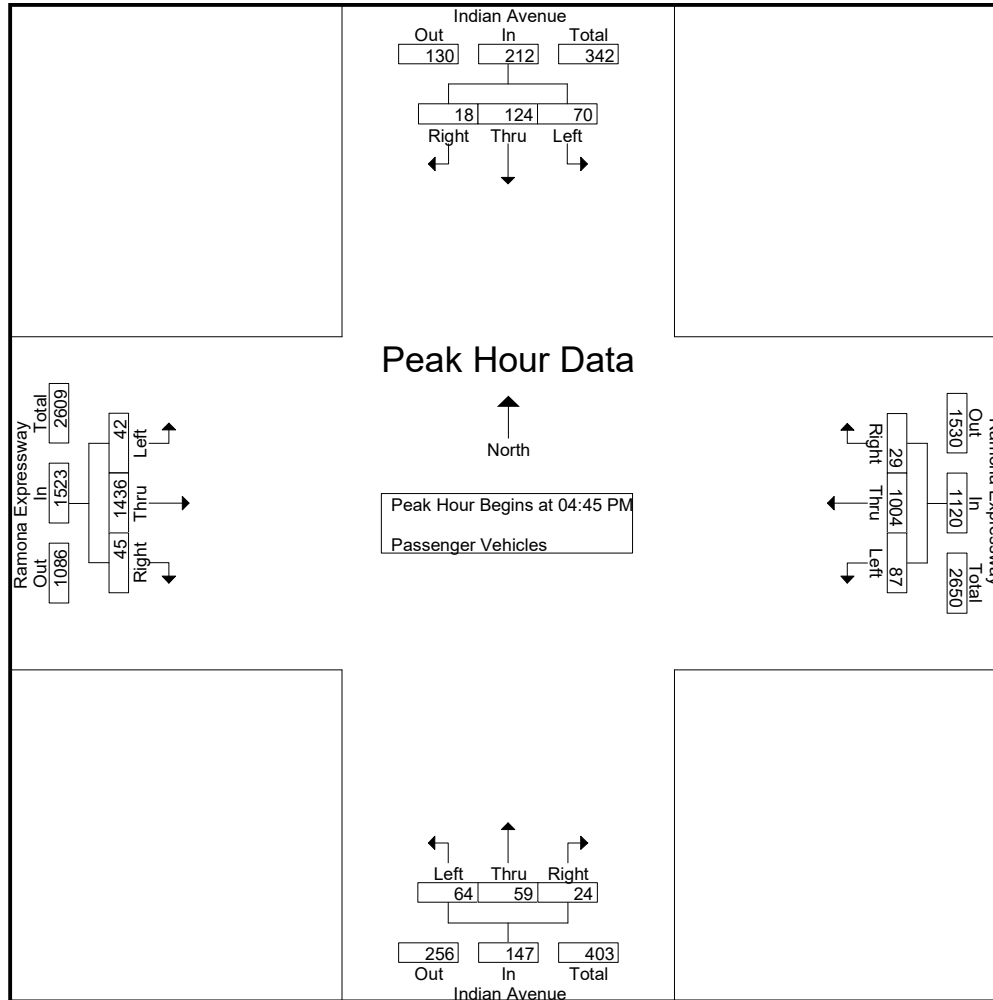 Indian Avenue
Out In Total
130 212 342
18 124 70
Right Thru Left
Peak Hour Data
North
Peak Hour Begins at 04:45 PM
Passenger Vehicles
Ramona Expressway
Total In Out
2609 1523 1086
42 1436 45
Left Thru Right
Ramona Expressway
Out In Total
1530 1120 2650
29 1004 87
Right Thru Left
Left Thru Right
64 59 24
256 147 403
Out In Total
Indian Avenue